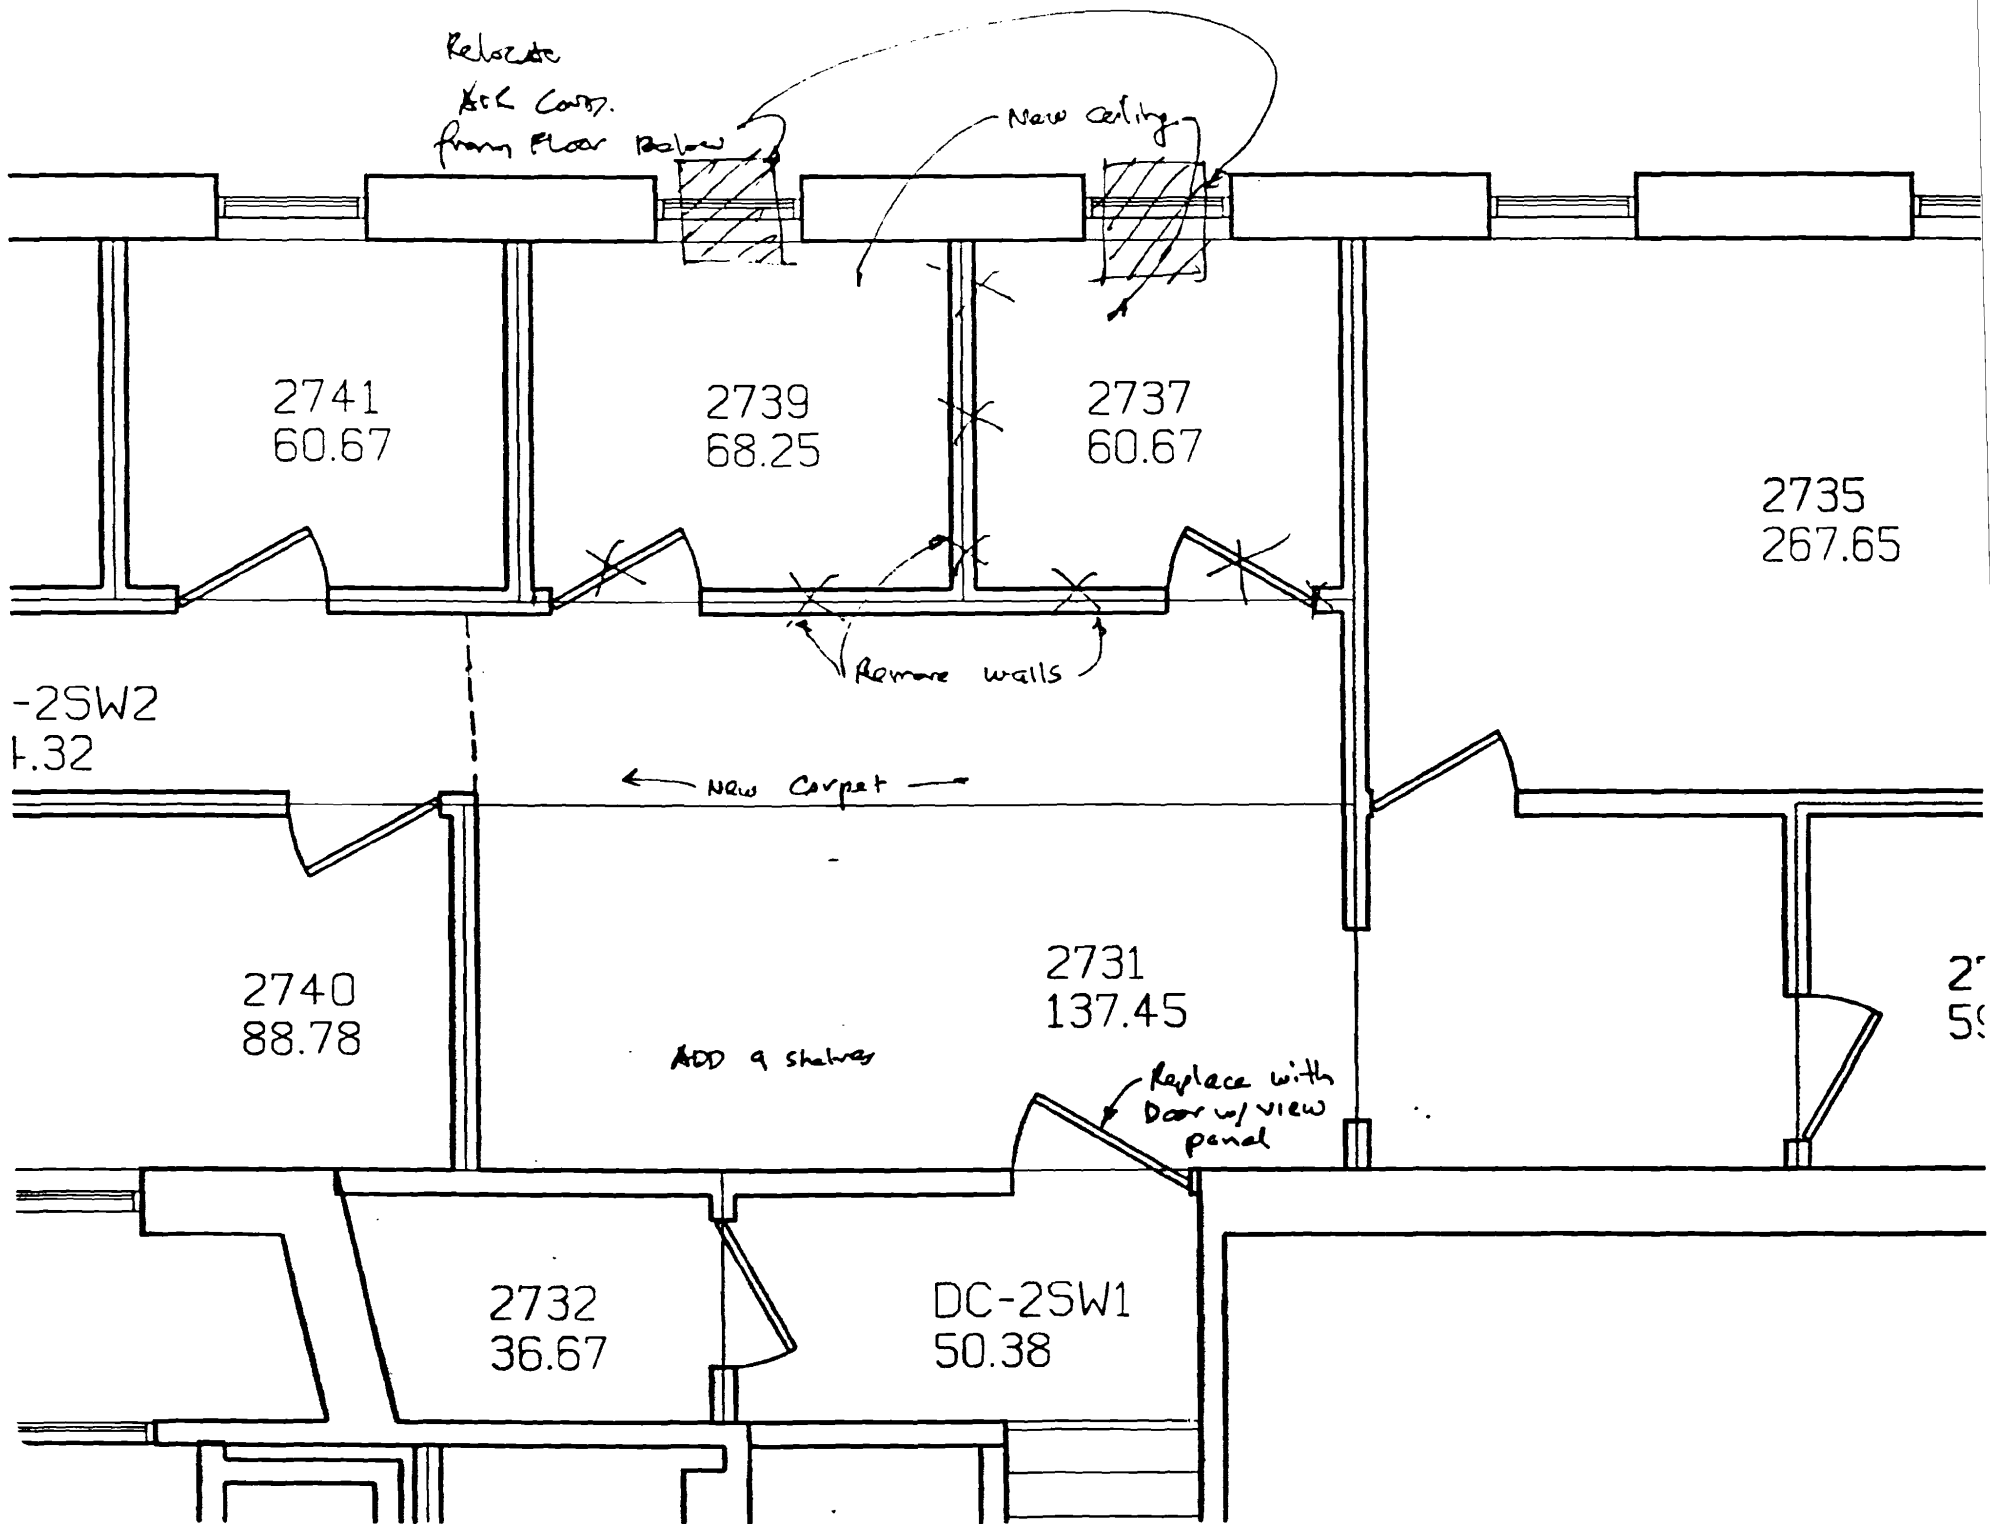 Relocate
Air Cond.
from Floor Below
New ceiling
2741
60.67
2739
68.25
2737
60.67
2735
267.65
Remove walls
-2SW2
.32
New Carpet
2740
88.78
2731
137.45
ADD 9 shelves
Replace with
Door w/ view
panel
2732
36.67
DC-2SW1
50.38